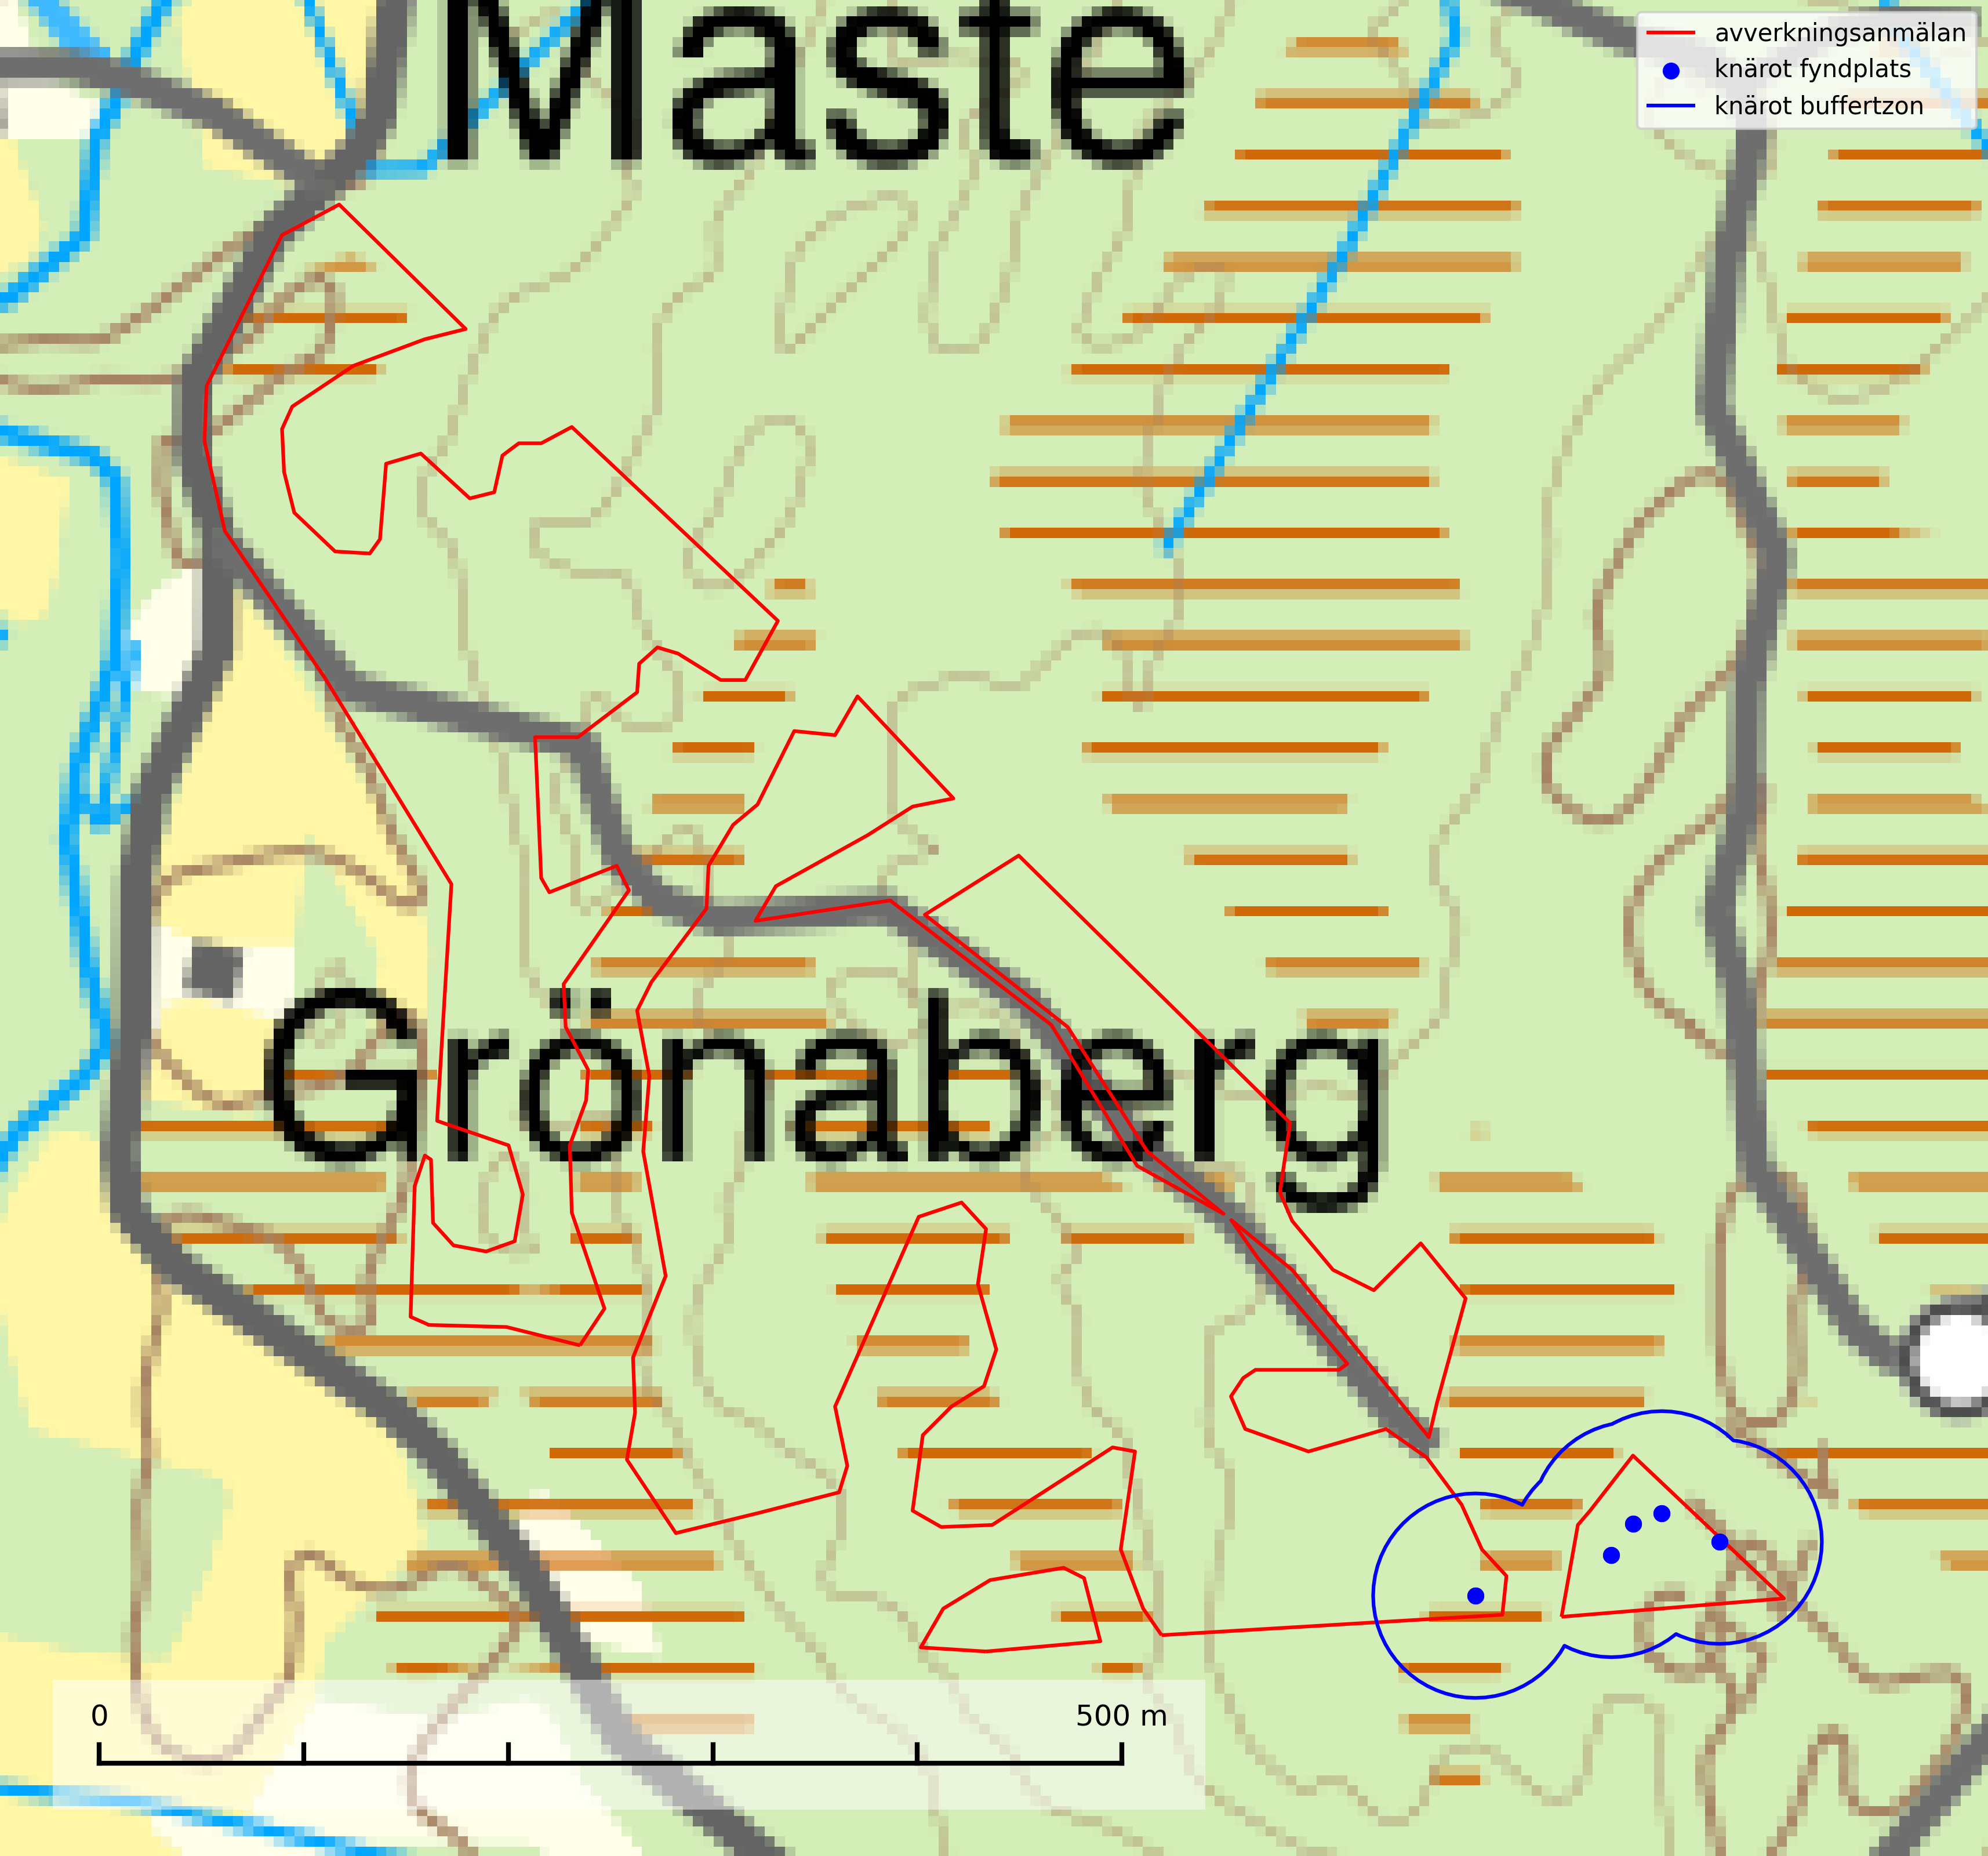 Maste
avverkningsanmälan
knärot fyndplats
knärot buffertzon
Grönaberg
0 500 m